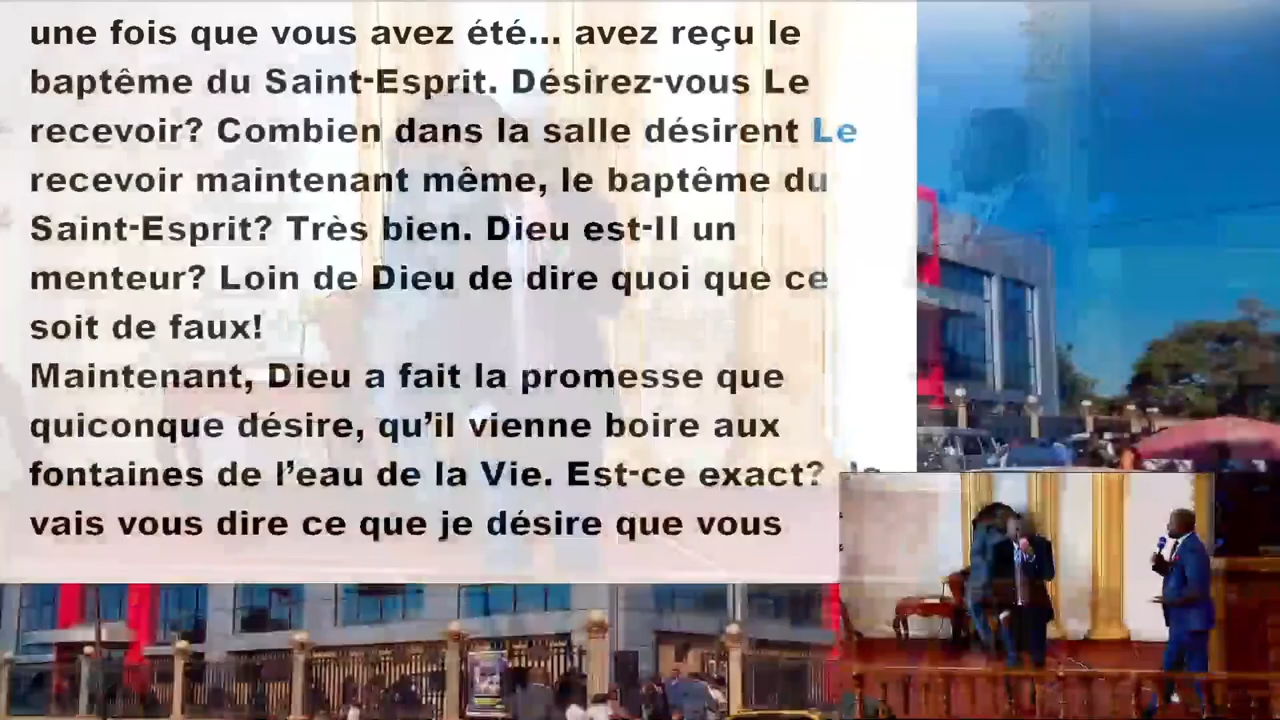 une fois que vous avez été... avez reçu le
baptême du Saint-Esprit. Désirez-vous Le
recevoir? Combien dans la salle désirent Le
recevoir maintenant même, le baptême du
Saint-Esprit? Très bien. Dieu est-Il un
menteur? Loin de Dieu de dire quoi que ce
soit de faux!
Maintenant, Dieu a fait la promesse que
quiconque désire, qu’il vienne boire aux
fontaines de l’eau de la Vie. Est-ce exact?
vais vous dire ce que je désire que vous